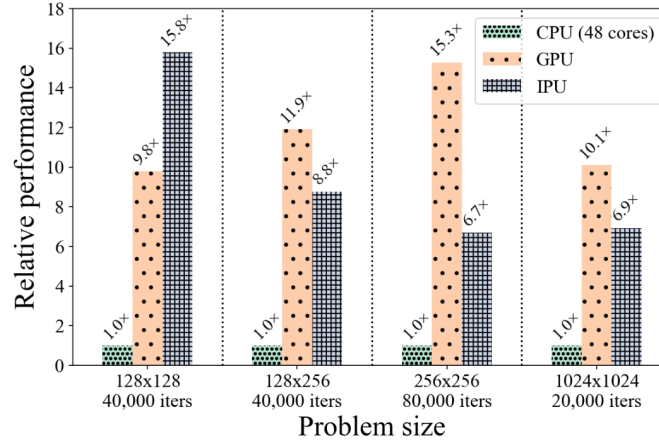 Relative performance
18
16
14
12
10
8
6
4
2
0
CPU (48 cores)
GPU
IPU
1.0×
9.8×
15.8×
1.0×
11.9×
8.8×
1.0×
15.3×
6.7×
1.0×
10.1×
6.9×
128x128
40,000 iters
128x256
40,000 iters
256x256
80,000 iters
1024x1024
20,000 iters
Problem size